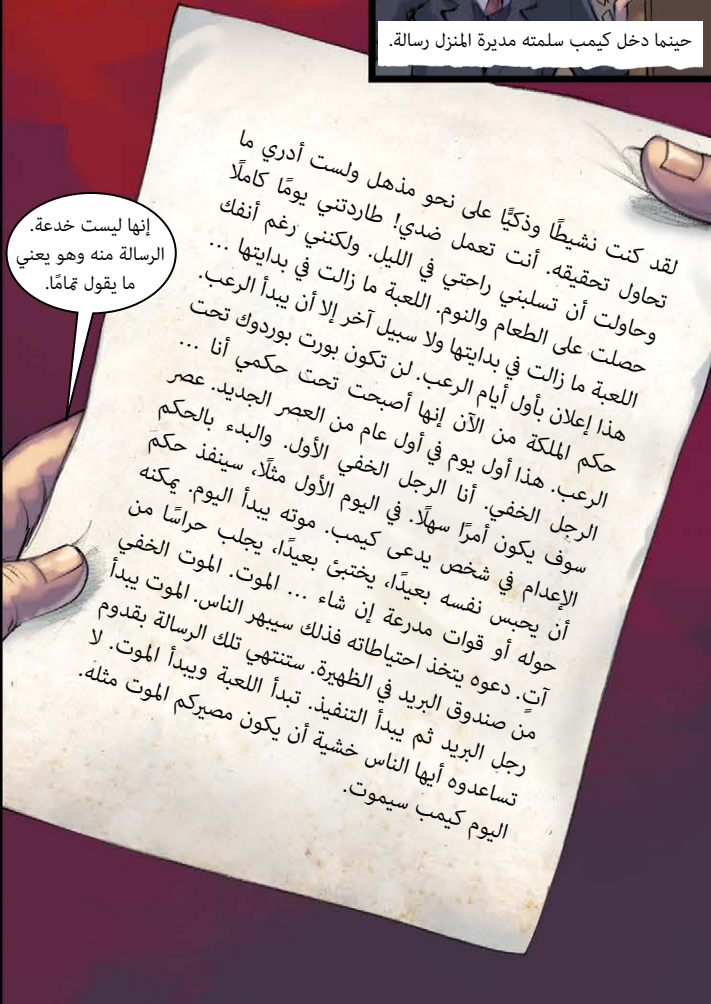 حينما دخل كيمب سلمته مديرة المنزل رسالة.
لقد كنت نشيطًا وذكيًّا على نحو مذهل ولست أدري ما
تحاول تحقيقه. أنت تعمل ضدي! طاردتني يومًا كاملًا
وحاولت أن تسلبني راحتي في الليل. ولكنني رغم أنفك
حصلت على الطعام والنوم. اللعبة ما زالت في بدايتها ...
اللعبة ما زالت في بدايتها ولا سبيل آخر إلا أن يبدأ الرعب.
هذا إعلان بأول أيام الرعب. لن تكون بورت بوردوك تحت
حكم الملكة من الآن إنها أصبحت تحت حكمي أنا ...
الرعب. هذا أول يوم في أول عام من العصر الجديد. عصر
الرجل الخفي. أنا الرجل الخفي الأول. والبدء بالحكم
سوف يكون أمرًا سهلًا. في اليوم الأول مثلًا، سينفذ حكم
الإعدام في شخص يدعى كيمب. موته يبدأ اليوم. يمكنه
أن يحبس نفسه بعيدًا، يختبئ بعيدًا، يجلب حراسًا من
حوله أو قوات مدرعة إن شاء ... الموت. الموت الخفي
آتٍ. دعوه يتخذ احتياطاته فذلك سيبهر الناس. الموت يبدأ
من صندوق البريد في الظهيرة. ستنتهي تلك الرسالة بقدوم
رجل البريد ثم يبدأ التنفيذ. تبدأ اللعبة ويبدأ الموت. لا
تساعدوه أيها الناس خشية أن يكون مصيركم الموت مثله.
اليوم كيمب سيموت.
إنها ليست خدعة.
الرسالة منه وهو يعني
ما يقول تمامًا.